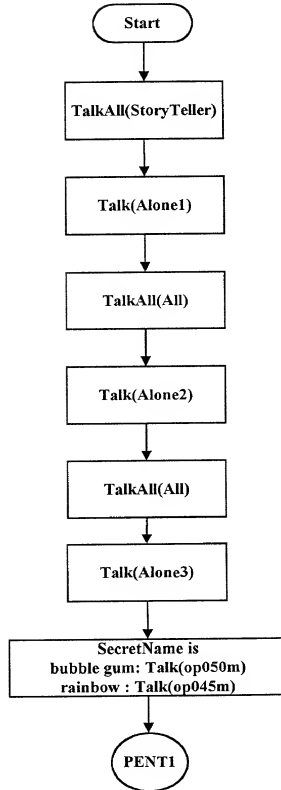 Start
TalkAll(StoryTeller)
Talk(Alone1)
TalkAll(All)
Talk(Alone2)
TalkAll(All)
Talk(Alone3)
SecretName is
bubble gum: Talk(op050m)
rainbow : Talk(op045m)
PENT1